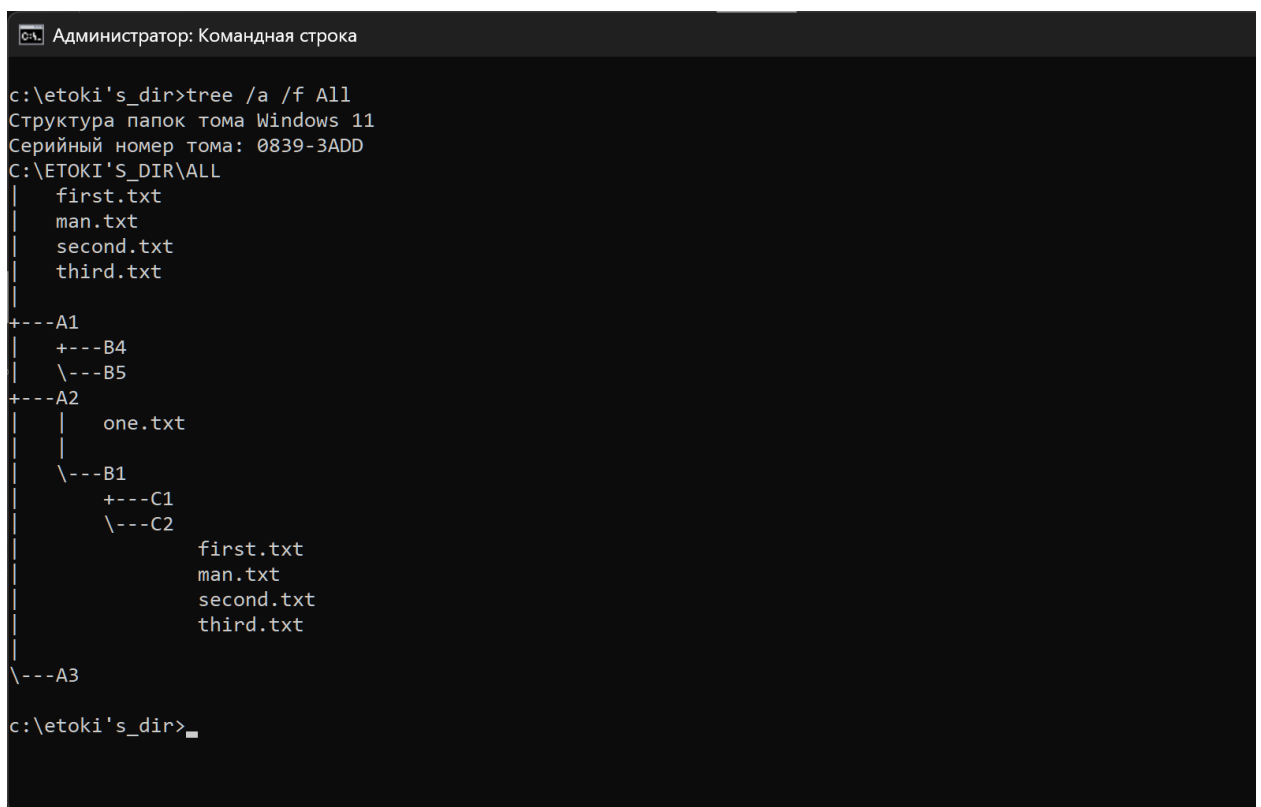 Администратор: Командная строка
c:\etoki's_dir>tree /a /f All
Структура папок тома Windows 11
Серийный номер тома: 0839-3ADD
C:\ETOKI'S_DIR\ALL
|   first.txt
|   man.txt
|   second.txt
|   third.txt
|
+---A1
|   +---B4
|   \---B5
+---A2
|   |   one.txt
|   |
|   \---B1
|       +---C1
|       \---C2
|               first.txt
|               man.txt
|               second.txt
|               third.txt
|
\---A3
c:\etoki's_dir>